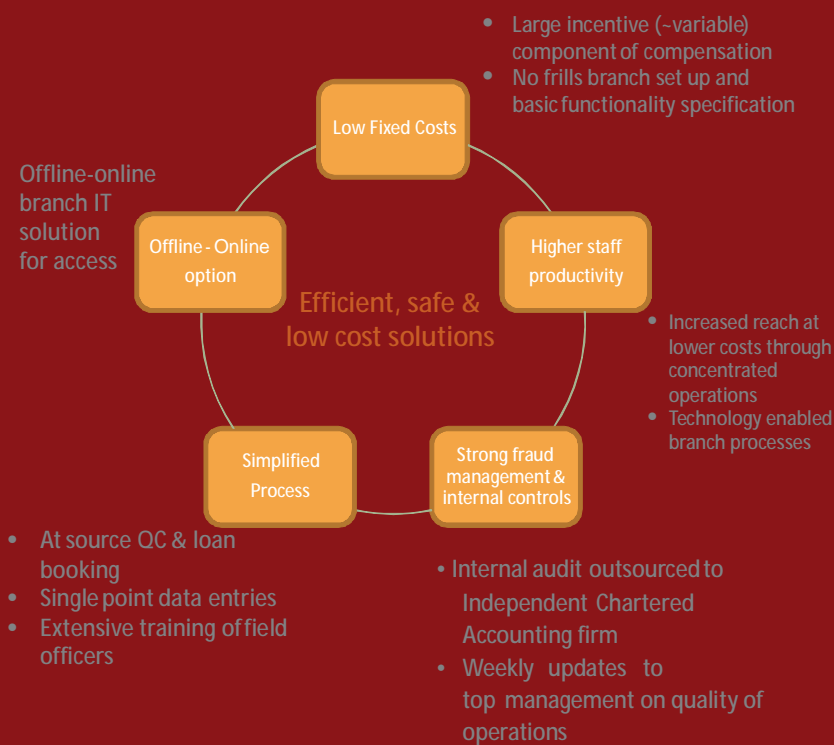 • Large incentive (~variable)
component of compensation
• No frills branch set up and
basic functionality specification
Low Fixed Costs
Offline-online
branch IT
solution
for access
Offline - Online
option
Higher staff
productivity
Efficient, safe &
low cost solutions
• Increased reach at
lower costs through
concentrated
operations
• Technology enabled
branch processes
Simplified
Process
Strong fraud
management &
internal controls
• At source QC & loan
booking
• Single point data entries
• Extensive training of field
officers
• Internal audit outsourced to
Independent Chartered
Accounting firm
• Weekly updates to
top management on quality of
operations